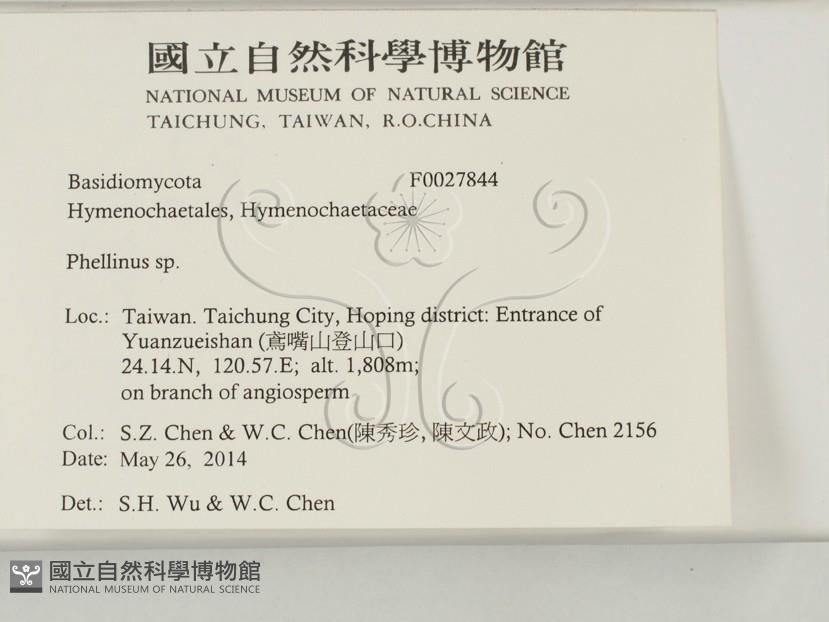 國立自然科學博物館
NATIONAL MUSEUM OF NATURAL SCIENCE
TAICHUNG, TAIWAN, R.O.CHINA
Basidiomycota F0027844
Hymenochaetales, Hymenochaetaceae
Phellinus sp.
Loc.: Taiwan. Taichung City, Hoping district: Entrance of
Yuanzueishan (鳶嘴山登山口)
24.14.N, 120.57.E; alt. 1,808m;
on branch of angiosperm
Col.: S.Z. Chen & W.C. Chen(陳秀珍, 陳文政); No. Chen 2156
Date: May 26, 2014
Det.: S.H. Wu & W.C. Chen
國立自然科學博物館
NATIONAL MUSEUM OF NATURAL SCIENCE